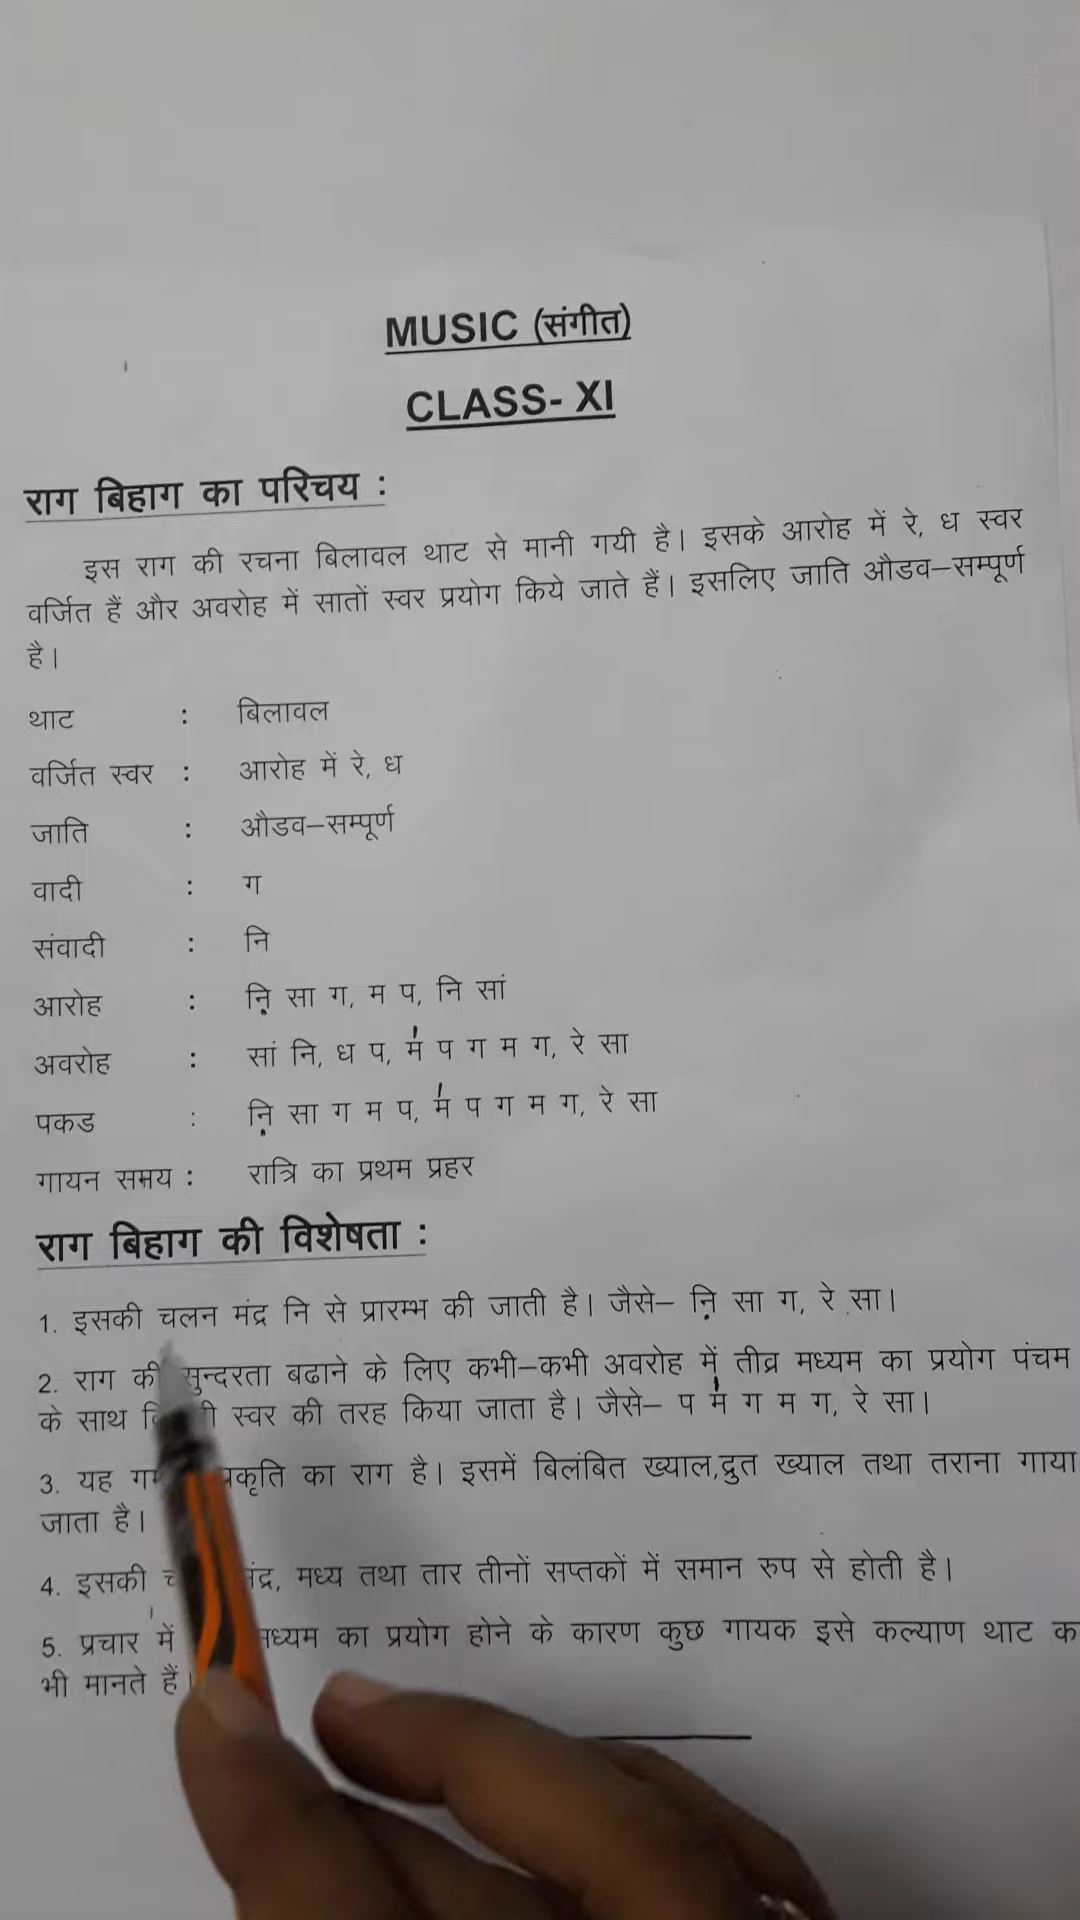 MUSIC (संगीत)
CLASS- XI
राग बिहाग का परिचय :
इस राग की रचना बिलावल थाट से मानी गयी है। इसके आरोह में रे, ध स्वर
वर्जित हैं और अवरोह में सातों स्वर प्रयोग किये जाते हैं। इसलिए जाति औडव–सम्पूर्ण
है।
थाट : बिलावल
वर्जित स्वर : आरोह में रे, ध
जाति : औडव–सम्पूर्ण
वादी : ग
संवादी : नि
आरोह : ऩि सा ग, म प, नि सां
अवरोह : सां नि, ध प, म॑ प ग म ग, रे सा
पकड : ऩि सा ग म प, म॑ प ग म ग, रे सा
गायन समय : रात्रि का प्रथम प्रहर
राग बिहाग की विशेषता :
1. इसकी चलन मंद्र नि से प्रारम्भ की जाती है। जैसे– ऩि सा ग, रे सा।
2. राग की सुन्दरता बढाने के लिए कभी–कभी अवरोह में तीव्र मध्यम का प्रयोग पंचम
के साथ स्वर की तरह किया जाता है। जैसे– प म॑ ग म ग, रे सा।
3. यह का राग है। इसमें बिलंबित ख्याल,द्रुत ख्याल तथा तराना गाया
जाता है।
4. इसकी मध्य तथा तार तीनों सप्तकों में समान रुप से होती है।
5. प्रचार में का प्रयोग होने के कारण कुछ गायक इसे कल्याण थाट
भी मानते हैं।